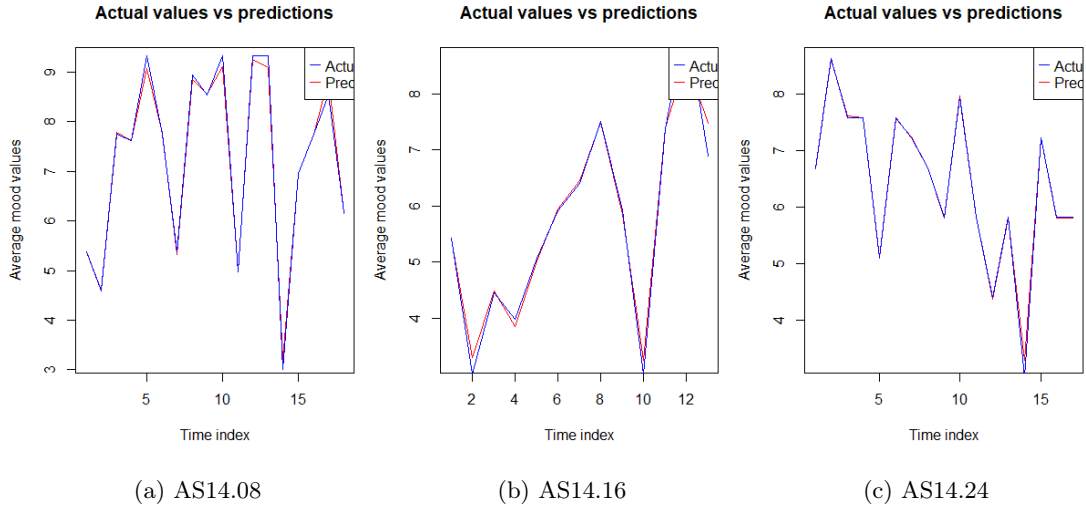 Actual values vs predictions
Average mood values
9
8
7
6
5
4
3
5
10
15
Time index
Actu
Prec
(a) AS14.08
Actual values vs predictions
Average mood values
8
7
6
5
4
2
4
6
8
10
12
Time index
Actu
Prec
(b) AS14.16
Actual values vs predictions
Average mood values
8
7
6
5
4
5
10
15
Time index
Actu
Prec
(c) AS14.24